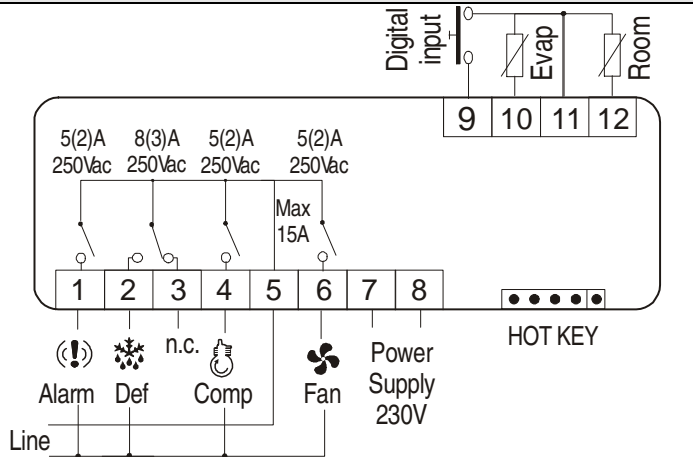 Digital
input
Evap
Room
9 10 11 12
5(2)A 8(3)A 5(2)A 5(2)A
250Vac 250Vac 250Vac 250Vac
Max
15A
1 2 3 4 5 6 7 8
HOT KEY
n.c.
Alarm Def Comp Fan
Power
Supply
230V
Line